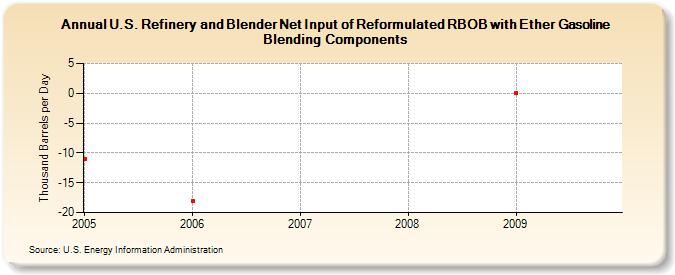 Annual U.S. Refinery and Blender Net Input of Reformulated RBOB with Ether Gasoline
Blending Components
Thousand Barrels per Day
5
0
-5
-10
-15
-20
2005
2006
2007
2008
2009
Source: U.S. Energy Information Administration